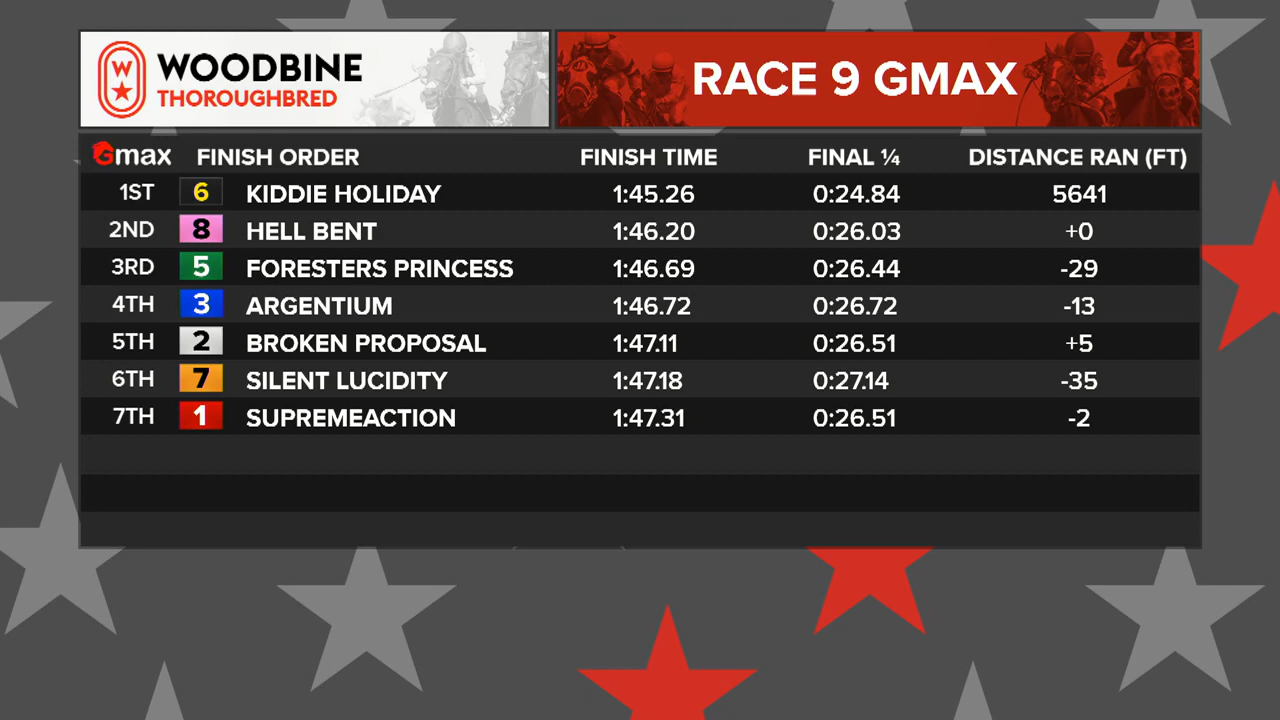 W WOODBINE
THOROUGHBRED
RACE 9 GMAX
Gmax FINISH ORDER FINISH TIME FINAL ¼ DISTANCE RAN (FT)
1ST 6 KIDDIE HOLIDAY 1:45.26 0:24.84 5641
2ND 8 HELL BENT 1:46.20 0:26.03 +0
3RD 5 FORESTERS PRINCESS 1:46.69 0:26.44 -29
4TH 3 ARGENTIUM 1:46.72 0:26.72 -13
5TH 2 BROKEN PROPOSAL 1:47.11 0:26.51 +5
6TH 7 SILENT LUCIDITY 1:47.18 0:27.14 -35
7TH 1 SUPREMEACTION 1:47.31 0:26.51 -2